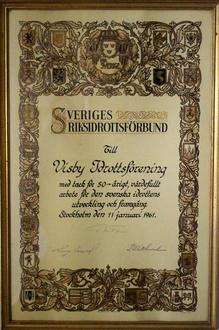 SVERIGES
RIKSIDROTTSFÖRBUND
Till
Visby Idrottsförening
med tack för 50-årigt, värdefullt
arbete för den svenska idrottens
utveckling och framgång
Stockholm den 11 januari 1961.